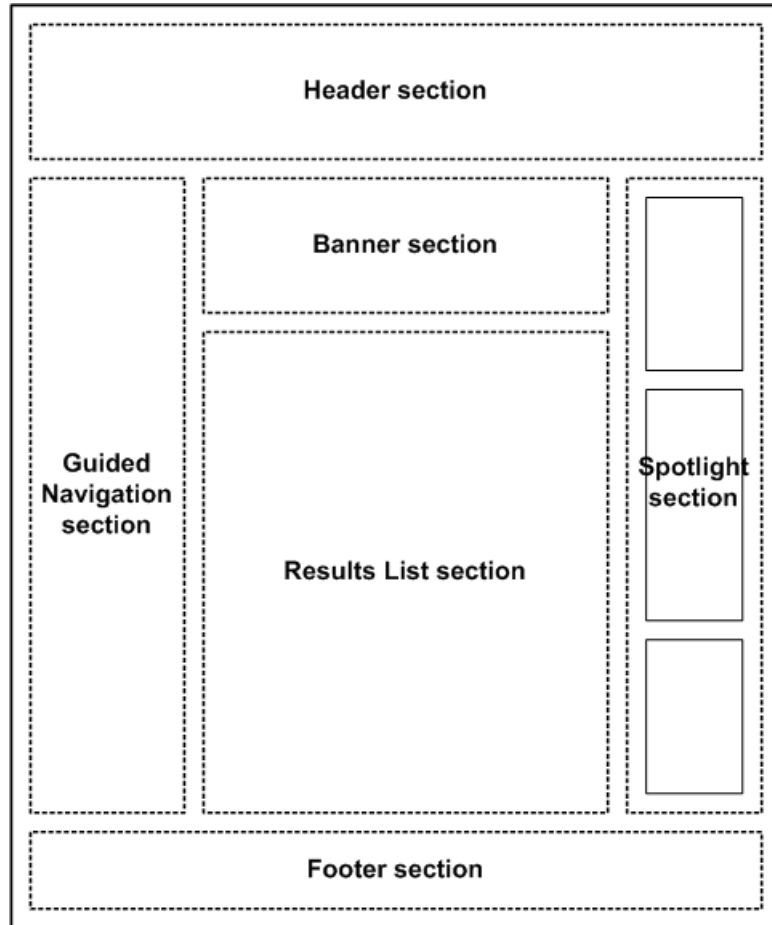 Header section
Banner section
Guided
Navigation
section
Results List section
Spotlight
section
Footer section